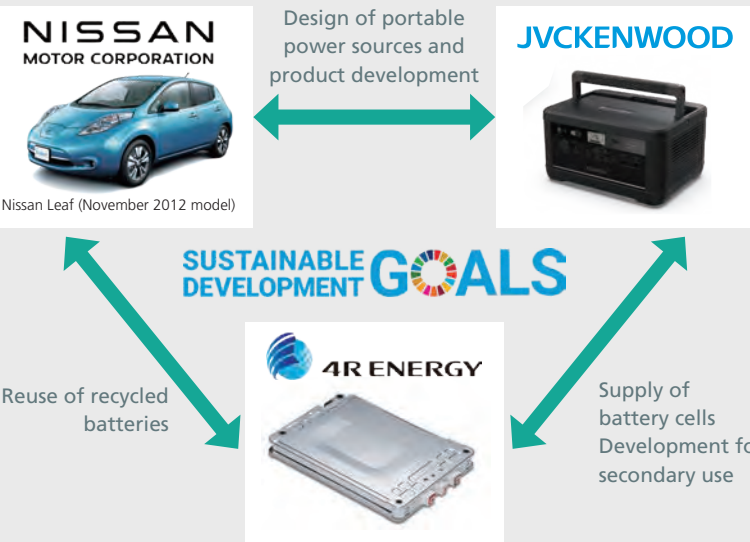 NISSAN
MOTOR CORPORATION
Nissan Leaf (November 2012 model)
Design of portable
power sources and
product development
JVCKENWOOD
SUSTAINABLE
DEVELOPMENT
GOALS
4R ENERGY
Reuse of recycled
batteries
Supply of
battery cells
Development fo
secondary use